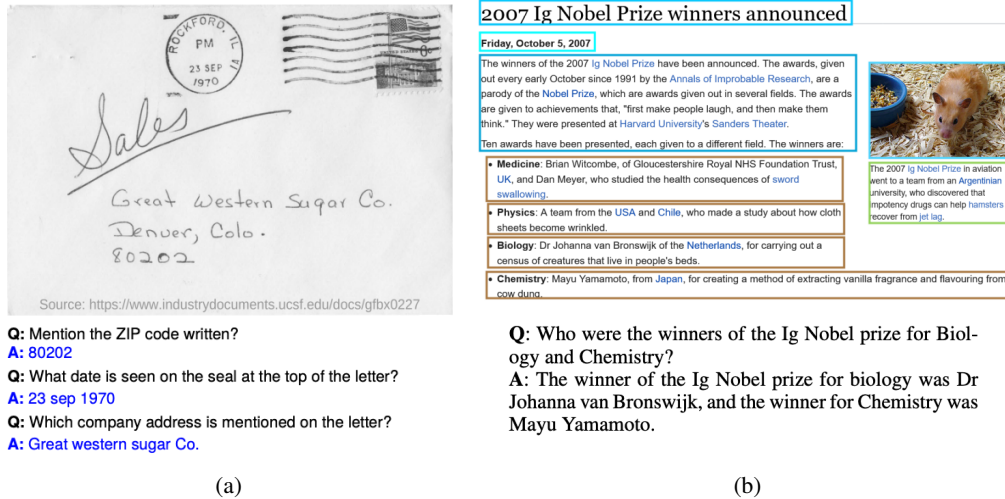 ROCKFORD, IL
PM
23 SEP
1970
Sales
Great Western Sugar Co.
Denver, Colo.
80202
Source: https://www.industrydocuments.ucsf.edu/docs/gfbx0227
Q: Mention the ZIP code written?
A: 80202
Q: What date is seen on the seal at the top of the letter?
A: 23 sep 1970
Q: Which company address is mentioned on the letter?
A: Great western sugar Co.
(a)
2007 Ig Nobel Prize winners announced
Friday, October 5, 2007
The winners of the 2007 Ig Nobel Prize have been announced. The awards, given
out every early October since 1991 by the Annals of Improbable Research, are a
parody of the Nobel Prize, which are awards given out in several fields. The awards
are given to achievements that, "first make people laugh, and then make them
think." They were presented at Harvard University's Sanders Theater.
Ten awards have been presented, each given to a different field. The winners are:
• Medicine: Brian Witcombe, of Gloucestershire Royal NHS Foundation Trust,
UK, and Dan Meyer, who studied the health consequences of sword
swallowing.
• Physics: A team from the USA and Chile, who made a study about how cloth
sheets become wrinkled.
• Biology: Dr Johanna van Bronswijk of the Netherlands, for carrying out a
census of creatures that live in people's beds.
• Chemistry: Mayu Yamamoto, from Japan, for creating a method of extracting vanilla fragrance and flavouring from
cow dung.
The 2007 Ig Nobel Prize in aviation
went to a team from an Argentinian
university, who discovered that
impotency drugs can help hamsters
recover from jet lag.
Q: Who were the winners of the Ig Nobel prize for Biol-
ogy and Chemistry?
A: The winner of the Ig Nobel prize for biology was Dr
Johanna van Bronswijk, and the winner for Chemistry was
Mayu Yamamoto.
(b)